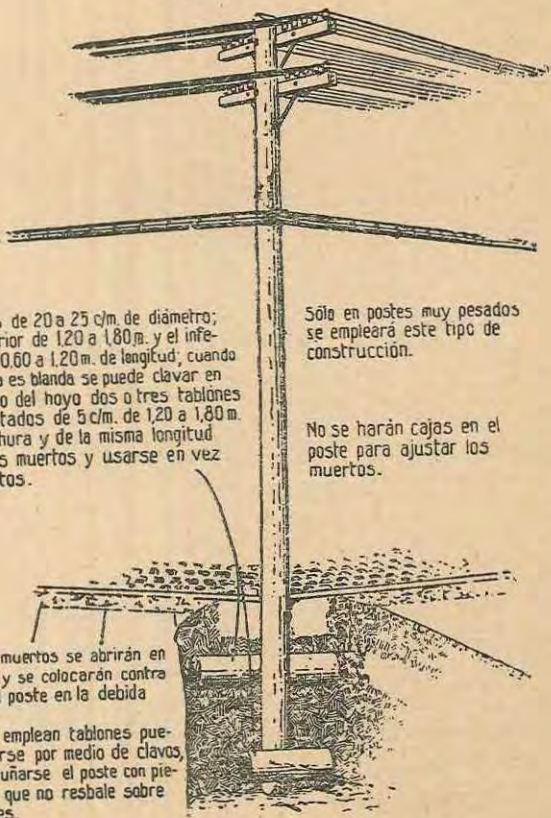 de 20 a 25 c/m. de diámetro;
rior de 1.20 a 1,80 m. y el infe-
0.60 a 1.20 m. de longitud; cuando
es blanda se puede clavar en
o del hoyo dos o tres tablones
tados de 5 c/m. de 1,20 a 1,80 m.
hura y de la misma longitud
s muertos y usarse en vez
tos.
Sólo en postes muy pesados
se empleará este tipo de
construcción.
No se harán cajas en el
poste para ajustar los
muertos.
muertos se abrirán en
y se colocarán contra
l poste en la debida
emplean tablones pue-
rse por medio de clavos,
uñarse el poste con pie-
que no resbale sobre
es.